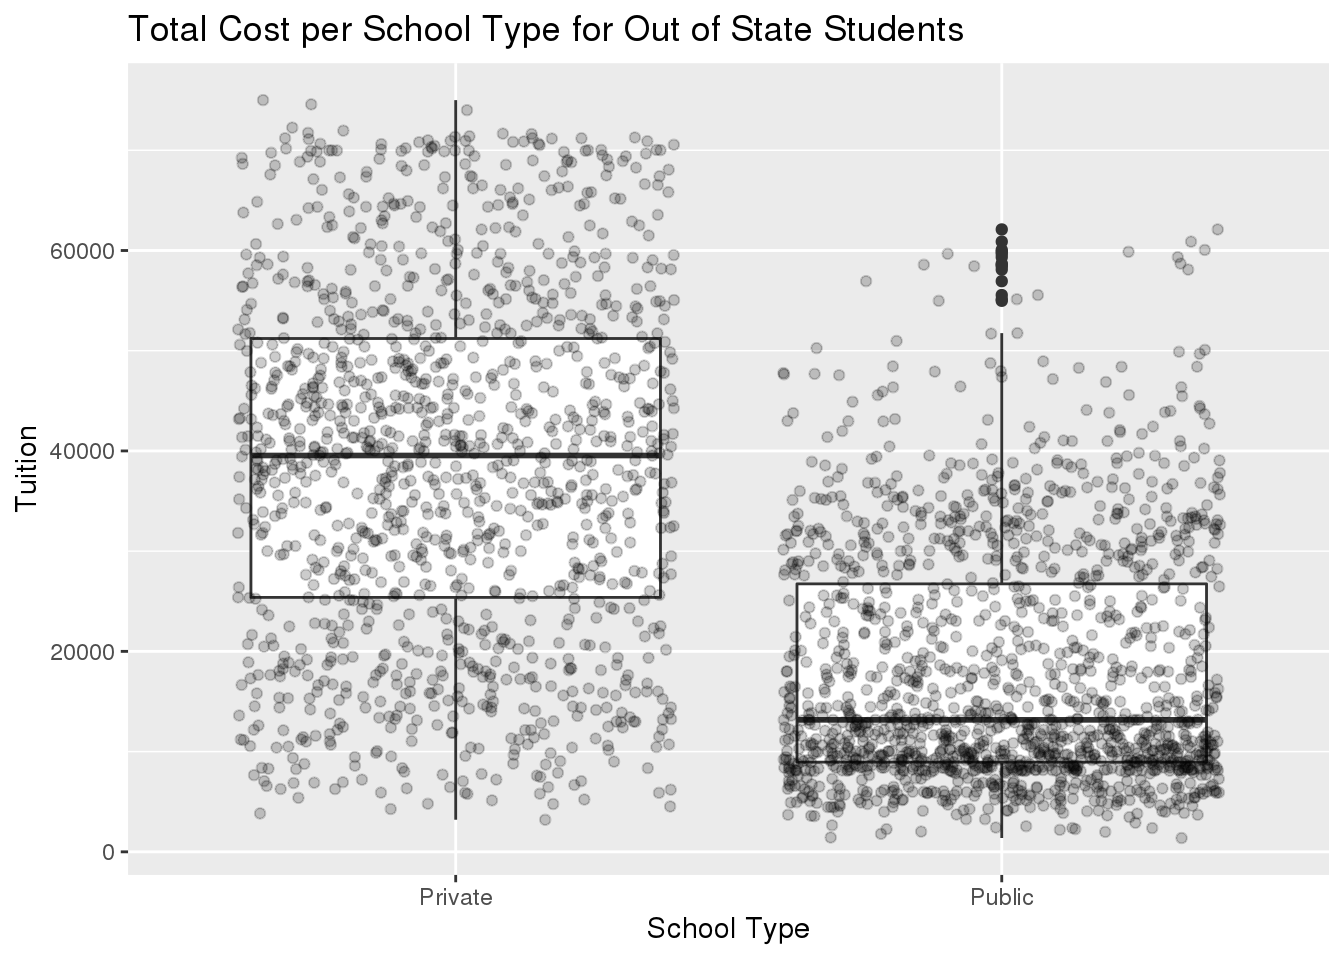 Total Cost per School Type for Out of State Students
Tuition
60000
40000
20000
0
Private
Public
School Type